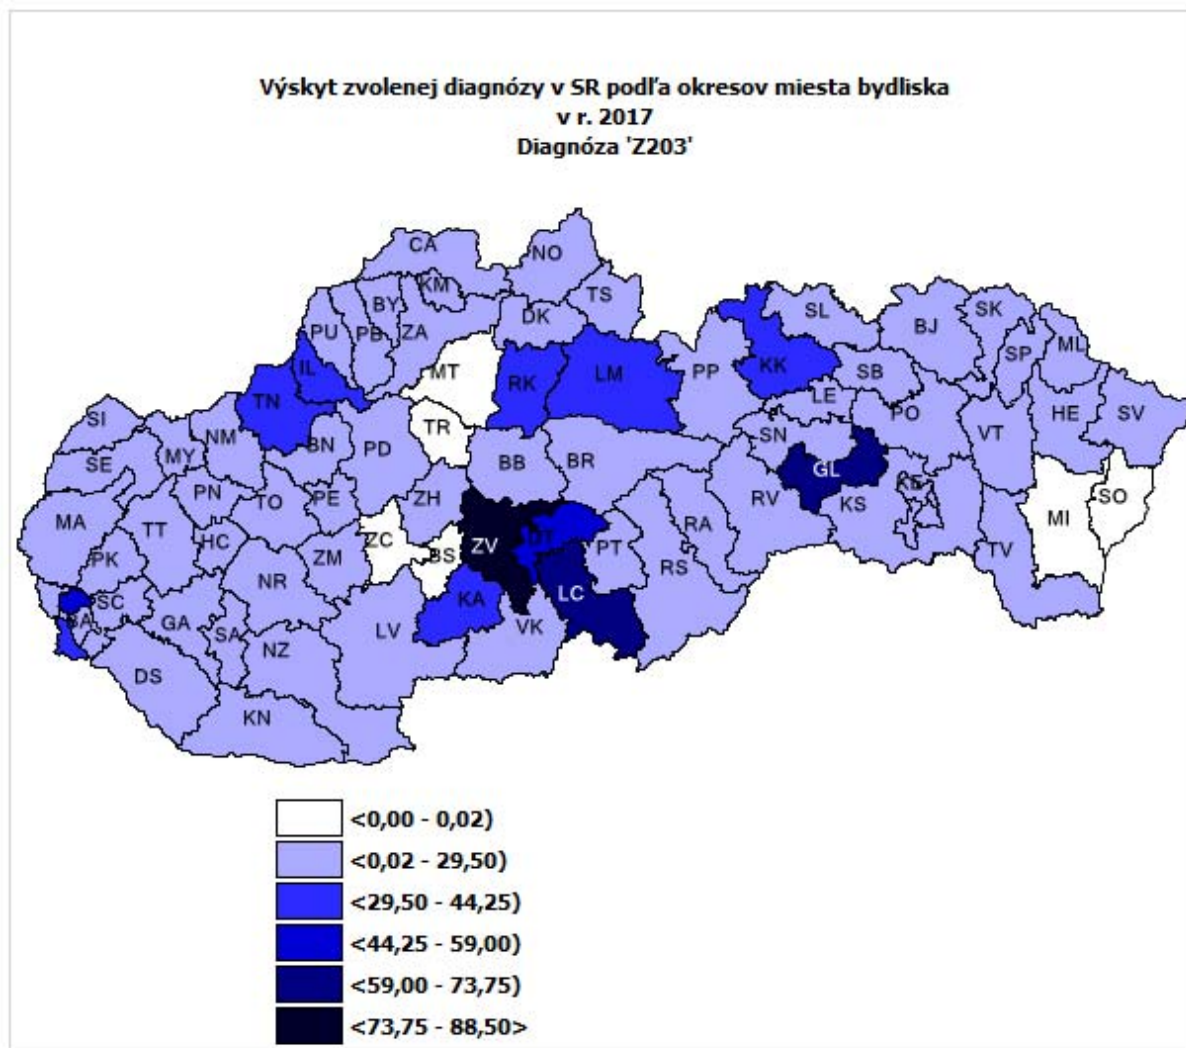 Výskyt zvolenej diagnózy v SR podľa okresov miesta bydliska
v r. 2017
Diagnóza 'Z203'
CA
NO
KM
TS
BY
PU
PB
ZA
DK
SL
SK
BJ
SP
ML
IL
MT
RK
LM
PP
KK
SB
TN
LE
PO
HE
SV
SI
TR
NM
BN
PD
BB
BR
SN
VT
SE
MY
GL
PN
TO
PE
ZH
RV
KS
KE
SO
MA
TT
HC
ZM
ZC
BS
ZV
DT
PT
RA
MI
PK
NR
RS
TV
SC
BA
GA
SA
LV
KA
LC
VK
DS
NZ
KN
<0,00 - 0,02)
<0,02 - 29,50)
<29,50 - 44,25)
<44,25 - 59,00)
<59,00 - 73,75)
<73,75 - 88,50>